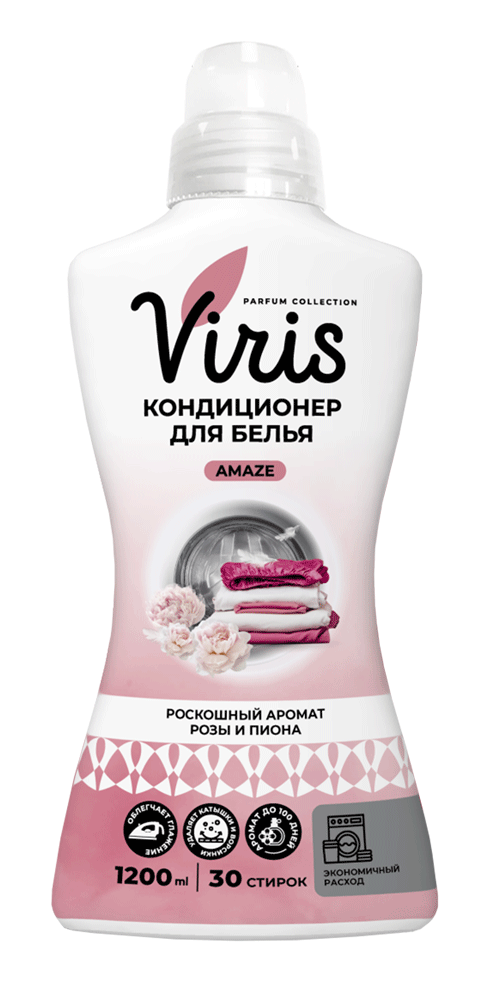 PARFUM COLLECTION
Viris
КОНДИЦИОНЕР
ДЛЯ БЕЛЬЯ
AMAZE
РОСКОШНЫЙ АРОМАТ
РОЗЫ И ПИОНА
ОБЛЕГЧАЕТ ГЛАЖЕНИЕ
УДАЛЯЕТ КАТЫШКИ И ВОРСИНКИ
АРОМАТ ДО 100 ДНЕЙ
1200 ml | 30 СТИРОК
ЭКОНОМИЧНЫЙ
РАСХОД